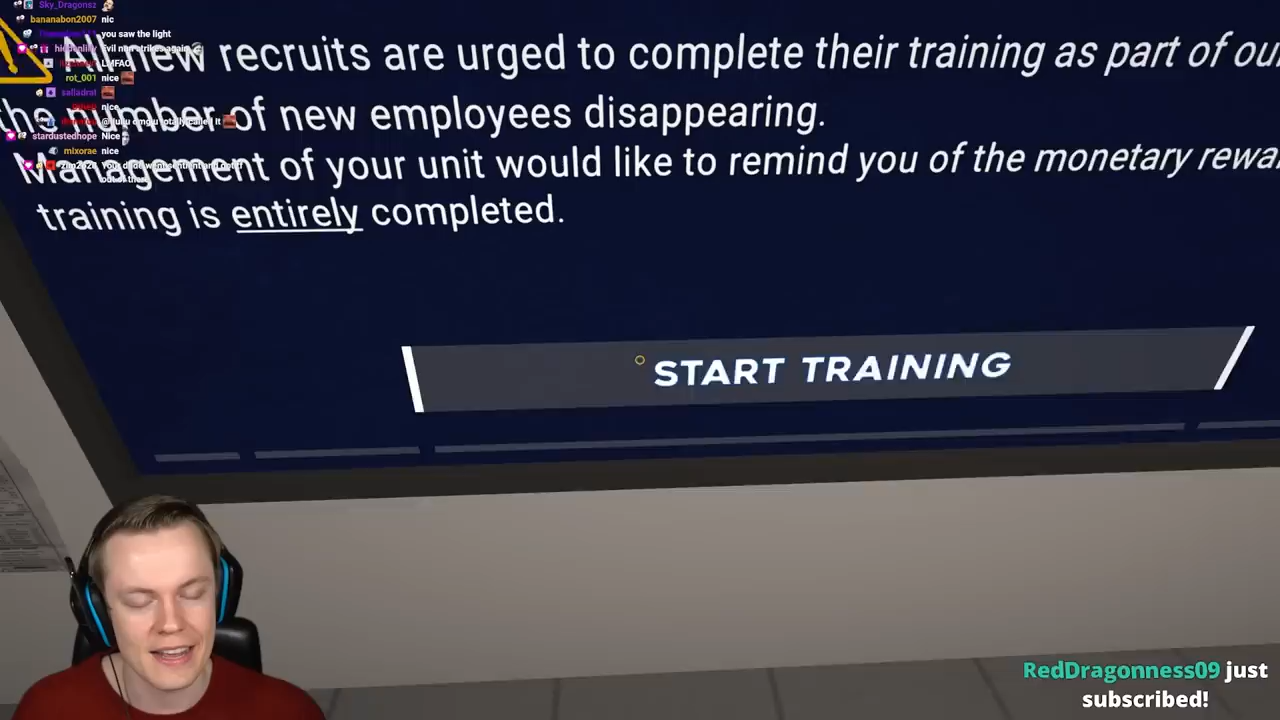 Sky_Dragonsz
bananabon2007 nic
you saw the light
Evil nun strikes again
LMFAO
rot_001 nice
salladrat
nice
stardustedhope Nice
mixorae nice
All new recruits are urged to complete their training as part of our
the number of new employees disappearing.
Management of your unit would like to remind you of the monetary rewa
training is entirely completed.
START TRAINING
RedDragonness09 just
subscribed!